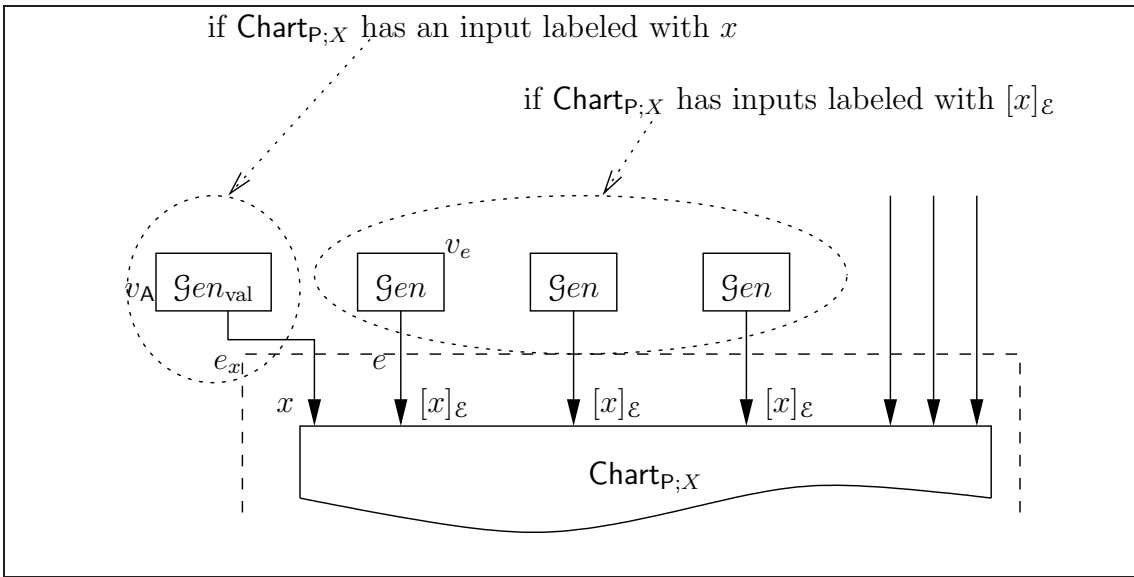 if Chart_{P;X} has an input labeled with x
if Chart_{P;X} has inputs labeled with [x]_ℰ
v_A 𝒢en_val 𝒢en v_e 𝒢en 𝒢en
e_x e
x [x]_ℰ [x]_ℰ [x]_ℰ
Chart_{P;X}